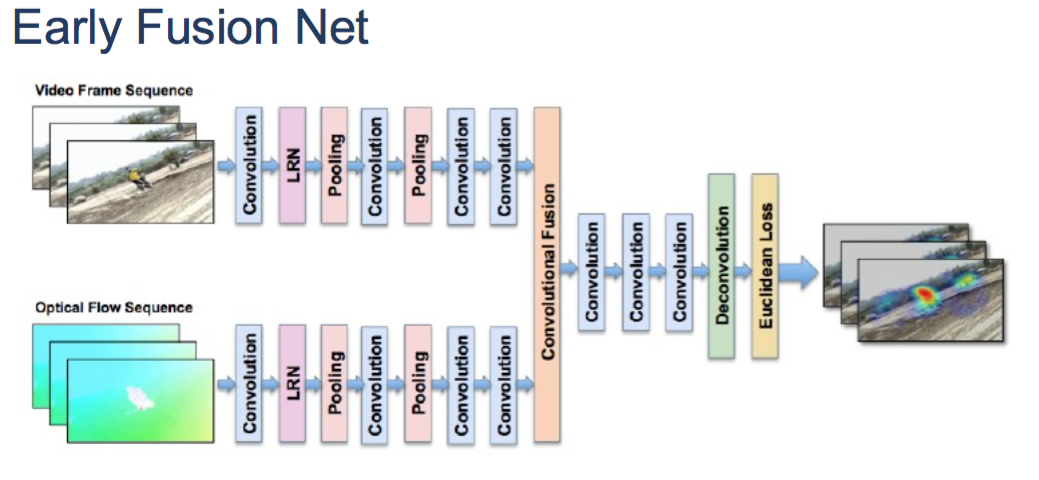 Early Fusion Net
Video Frame Sequence
Convolution
LRN
Pooling
Convolution
Pooling
Convolution
Convolution
Optical Flow Sequence
Convolution
LRN
Pooling
Convolution
Pooling
Convolution
Convolution
Convolutional Fusion
Convolution
Convolution
Convolution
Deconvolution
Euclidean Loss